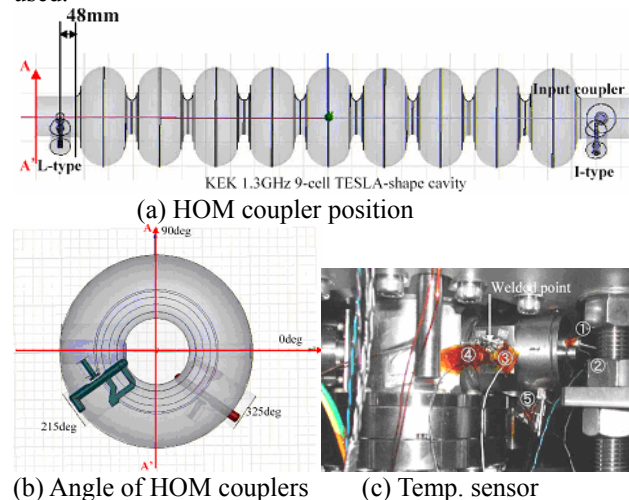 used.
48mm
A
Input coupler
A'
L-type
I-type
KEK 1.3GHz 9-cell TESLA-shape cavity
(a) HOM coupler position
A
90deg
0deg
215deg
325deg
A'
Welded point
①
②
④
③
⑤
(b) Angle of HOM couplers
(c) Temp. sensor